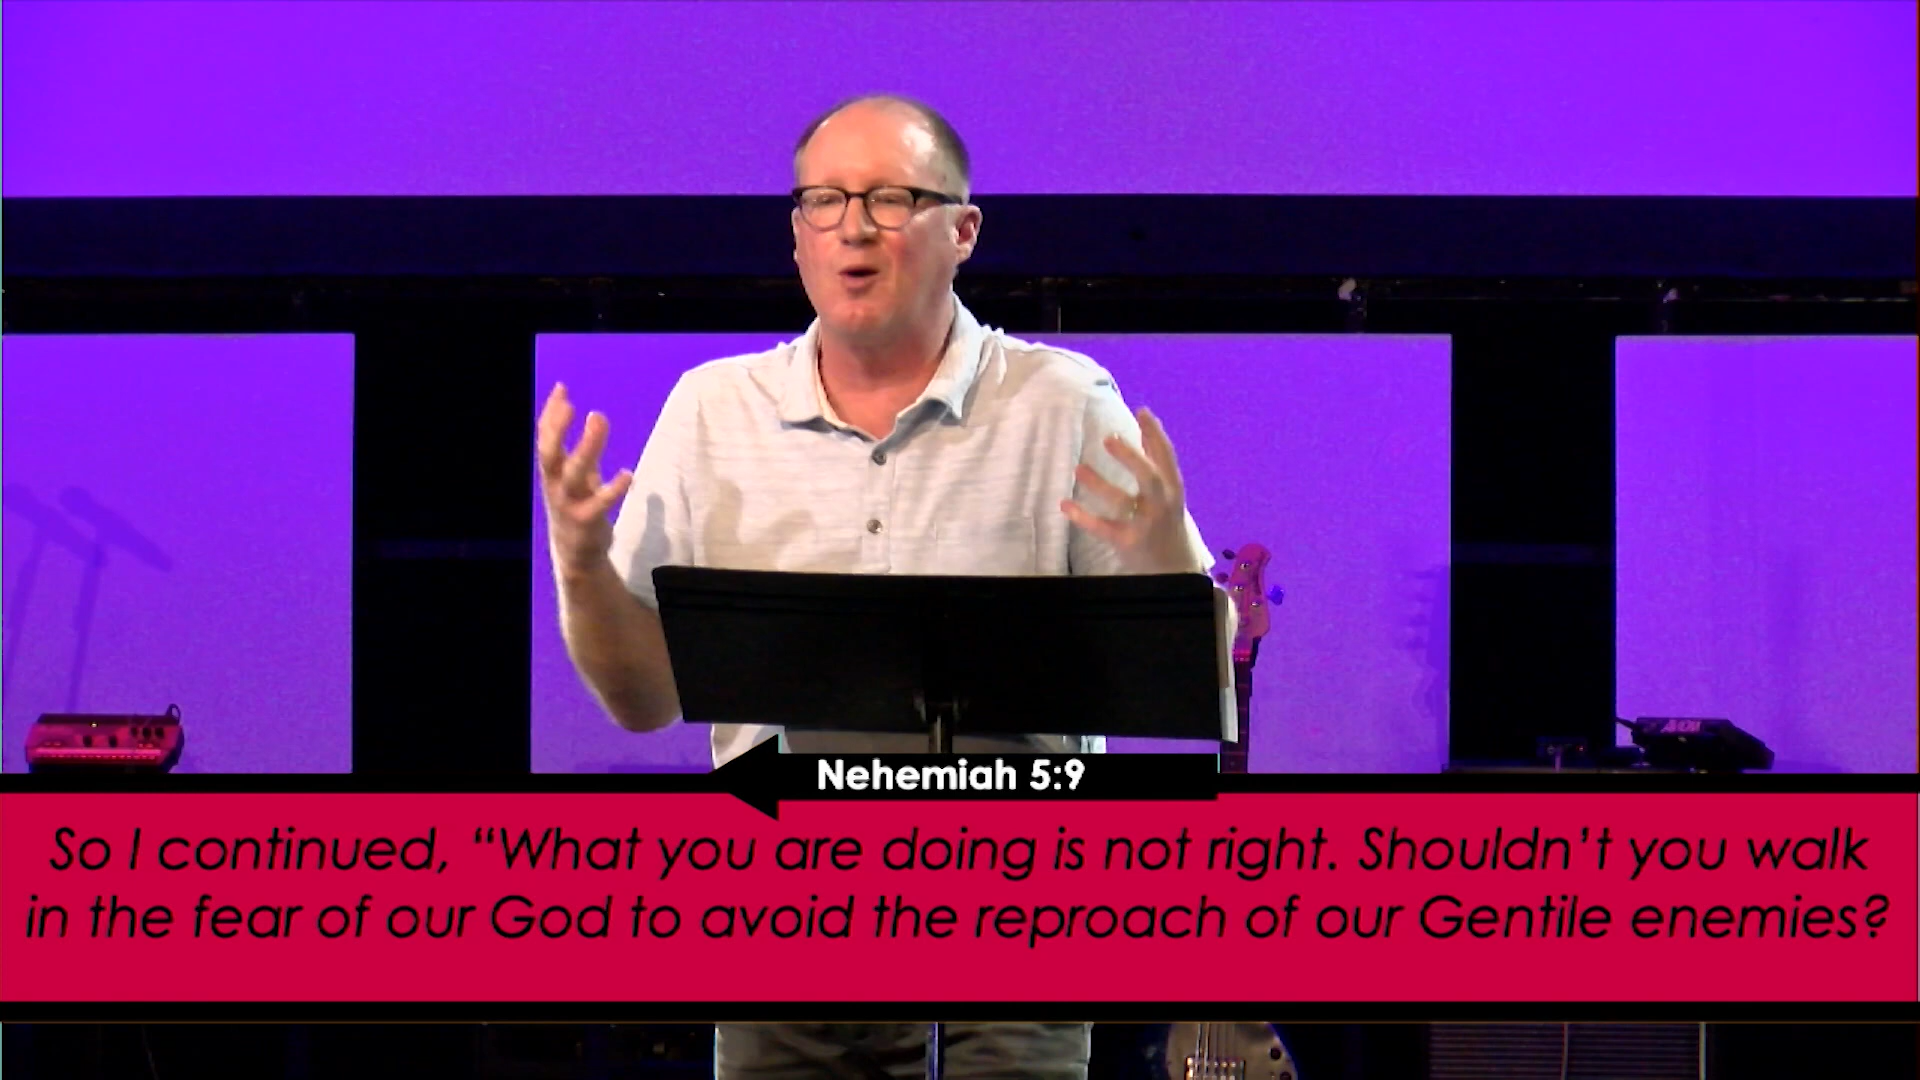 Nehemiah 5:9
So I continued, “What you are doing is not right. Shouldn’t you walk
in the fear of our God to avoid the reproach of our Gentile enemies?